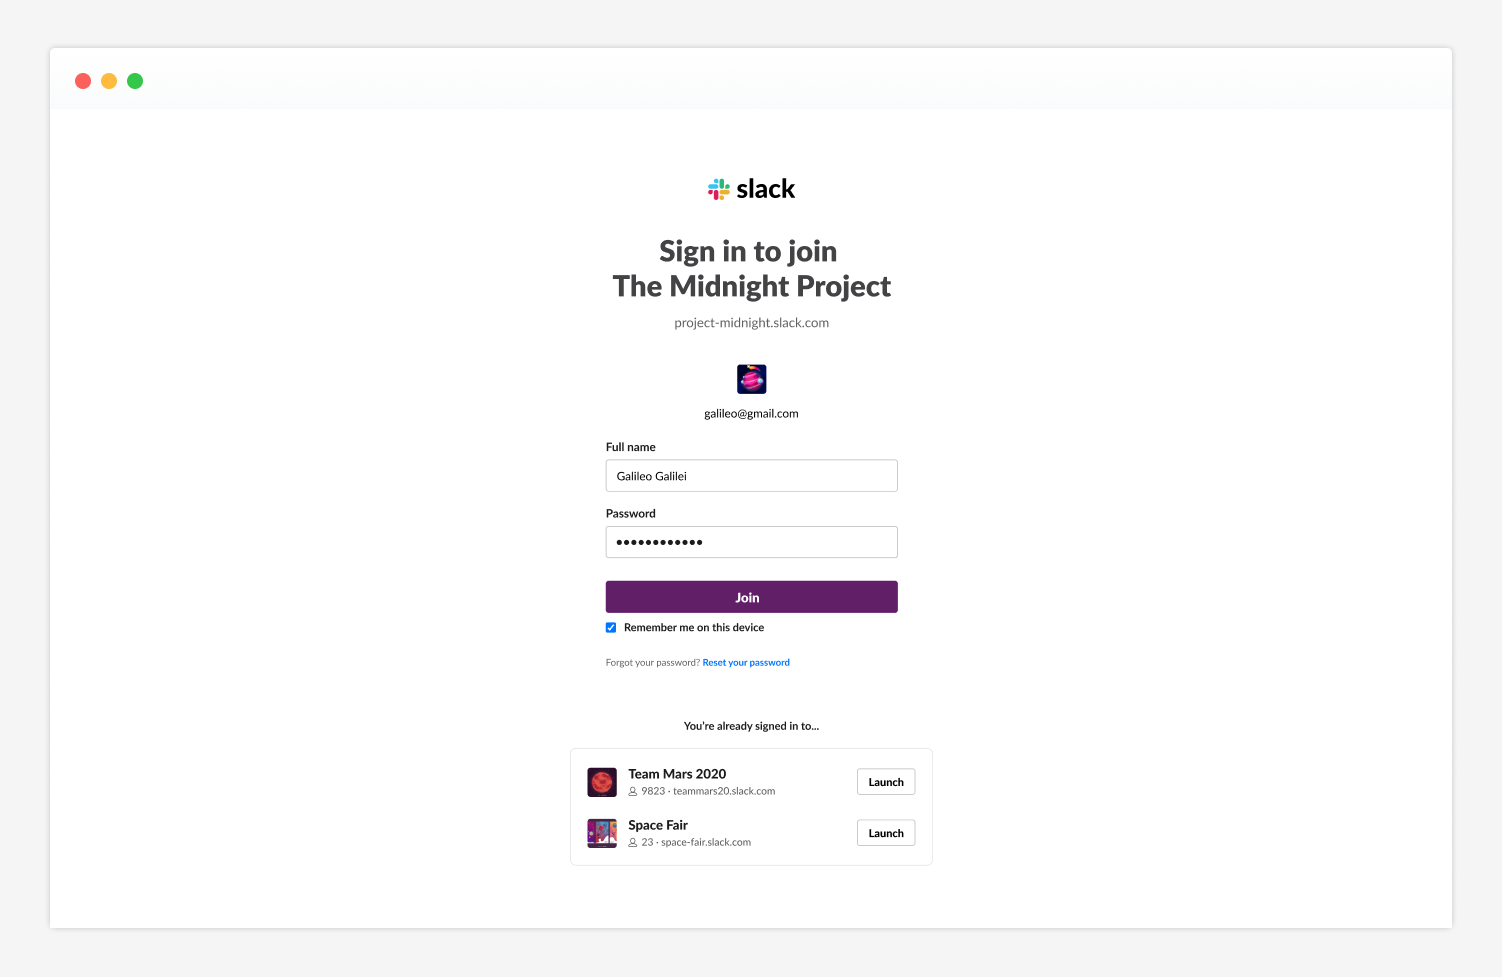 slack
Sign in to join
The Midnight Project
project-midnight.slack.com
galileo@gmail.com
Full name
Galileo Galilei
Password
••••••••••••
Join
Remember me on this device
Forgot your password? Reset your password
You're already signed in to...
Team Mars 2020
9823 · teammars20.slack.com
Launch
Space Fair
23 · space-fair.slack.com
Launch